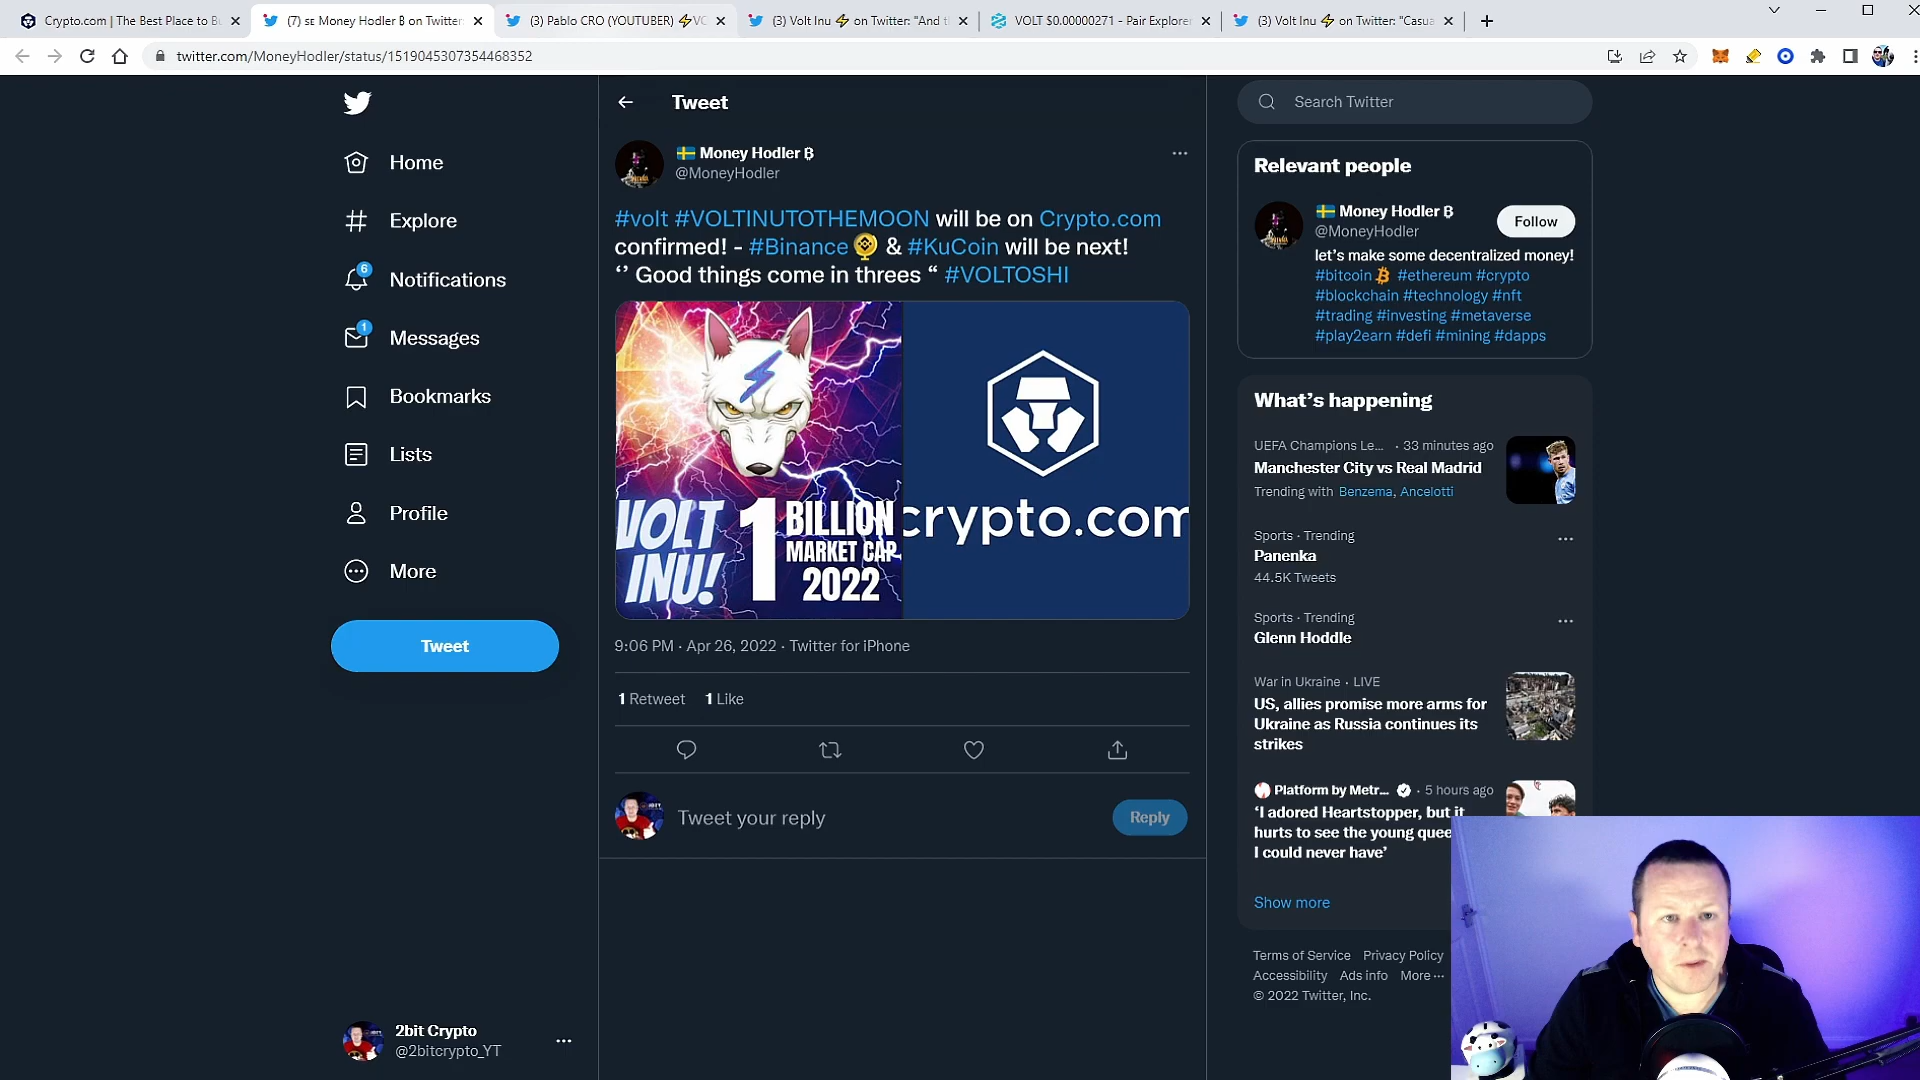 Crypto.com | The Best Place to Bu
(7) se Money Hodler ₿ on Twitter
(3) Pablo CRO (YOUTUBER) ⚡VO
(3) Volt Inu ⚡ on Twitter: "And t
VOLT $0.00000271 - Pair Explorer
(3) Volt Inu ⚡ on Twitter: "Casua
twitter.com/MoneyHodler/status/1519045307354468352
Home
Explore
6
Notifications
1
Messages
Bookmarks
Lists
Profile
More
Tweet
2bit Crypto
@2bitcrypto_YT
Tweet
🇸🇪 Money Hodler ₿
@MoneyHodler
#volt #VOLTINUTOTHEMOON will be on Crypto.com
confirmed! - #Binance & #KuCoin will be next!
‘’ Good things come in threes “ #VOLTOSHI
VOLT INU!
1 BILLION
MARKET CAP
2022
crypto.com
9:06 PM · Apr 26, 2022 · Twitter for iPhone
1 Retweet 1 Like
Tweet your reply
Reply
Search Twitter
Relevant people
🇸🇪 Money Hodler ₿
@MoneyHodler
Follow
let’s make some decentralized money!
#bitcoin #ethereum #crypto
#blockchain #technology #nft
#trading #investing #metaverse
#play2earn #defi #mining #dapps
What’s happening
UEFA Champions Le... · 33 minutes ago
Manchester City vs Real Madrid
Trending with Benzema, Ancelotti
Sports · Trending
Panenka
44.5K Tweets
Sports · Trending
Glenn Hoddle
War in Ukraine · LIVE
US, allies promise more arms for
Ukraine as Russia continues its
strikes
Platform by Metr... · 5 hours ago
‘I adored Heartstopper, but it
hurts to see the young quee
I could never have’
Show more
Terms of Service Privacy Policy
Accessibility Ads info More ···
© 2022 Twitter, Inc.